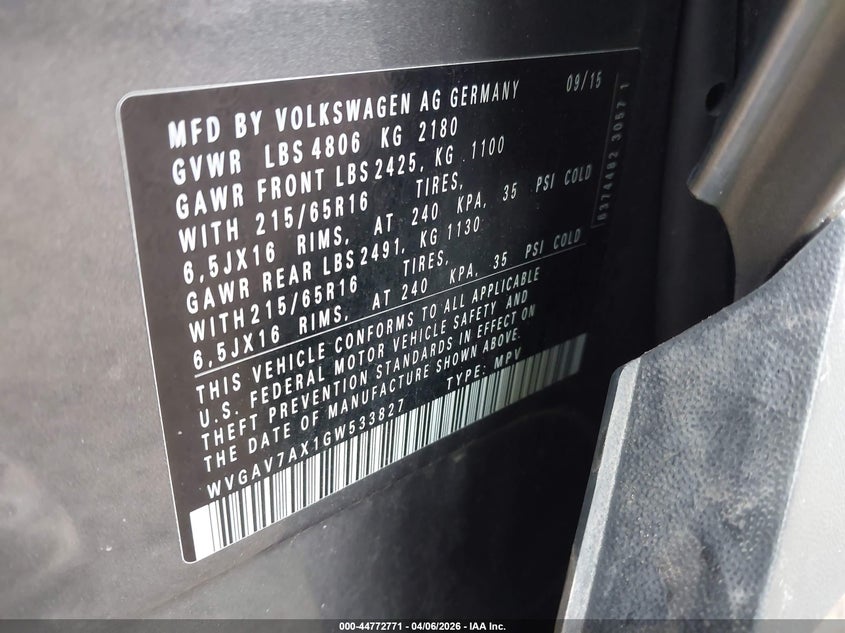 MFD BY VOLKSWAGEN AG GERMANY 09/15
GVWR LBS 4806 KG 2180
GAWR FRONT LBS 2425, KG 1100
WITH 215/65R16 TIRES,
6,5JX16 RIMS, AT 240 KPA, 35 PSI COLD
GAWR REAR LBS 2491, KG 1130
WITH 215/65R16 TIRES,
6,5JX16 RIMS, AT 240 KPA, 35 PSI COLD
THIS VEHICLE CONFORMS TO ALL APPLICABLE
U.S. FEDERAL MOTOR VEHICLE SAFETY AND
THEFT PREVENTION STANDARDS IN EFFECT ON
THE DATE OF MANUFACTURE SHOWN ABOVE.
WVGAV7AX1GW533827 TYPE: MPV
000-44772771 - 04/06/2026 - IAA Inc.